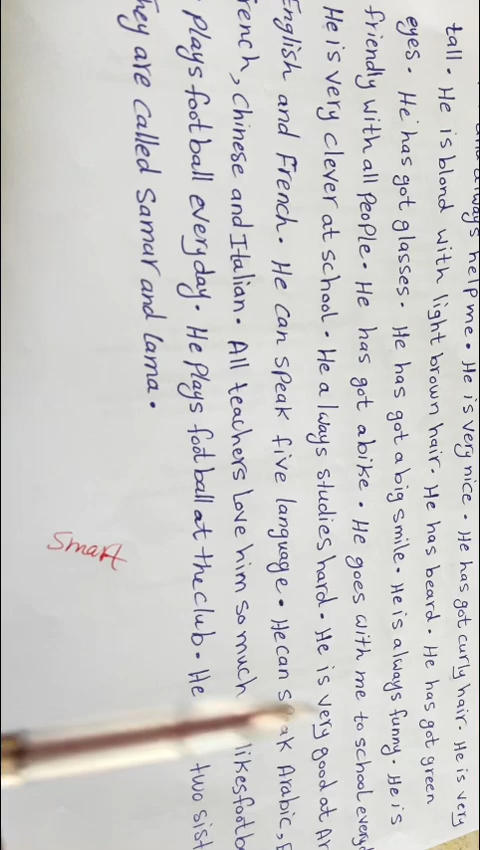 always help me. He is very nice. He has got curly hair. He is very
tall. He is blond with light brown hair. He has beard. He has got green
eyes. He has got glasses. He has got a big smile. He is always funny. He is
friendly with all People. He has got a bike. He goes with me to school
He is very clever at school. He always studies hard. He is very good at
English and French. He can speak five language. He can Arabic,
Chinese and Italian. All teachers Love him so much likes
Plays football everyday. He Plays football at the club. He two
They are called Samar and lama.
Smart